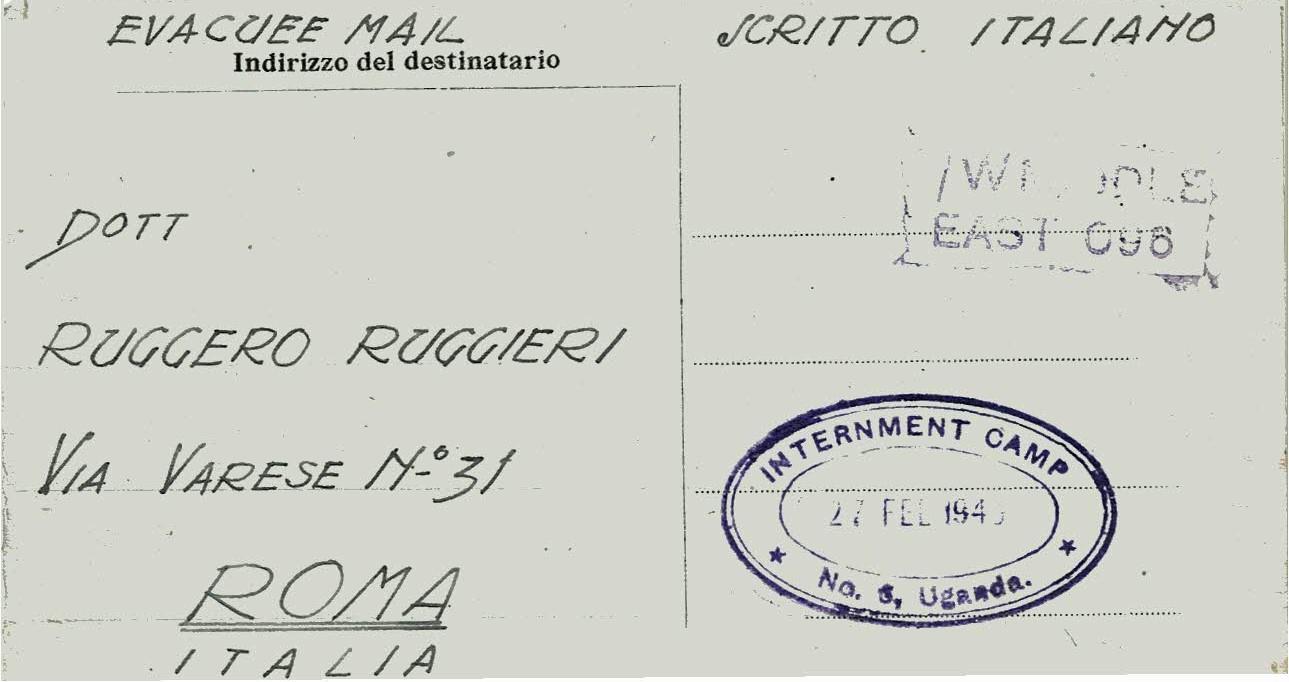 EVACUEE MAIL
Indirizzo del destinatario
DOTT
RUGGERO RUGGIERI
VIA VARESE N.º 31
ROMA
ITALIA
SCRITTO ITALIANO
EAST
INTERNMENT CAMP
27 1945
No. 5, Uganda.